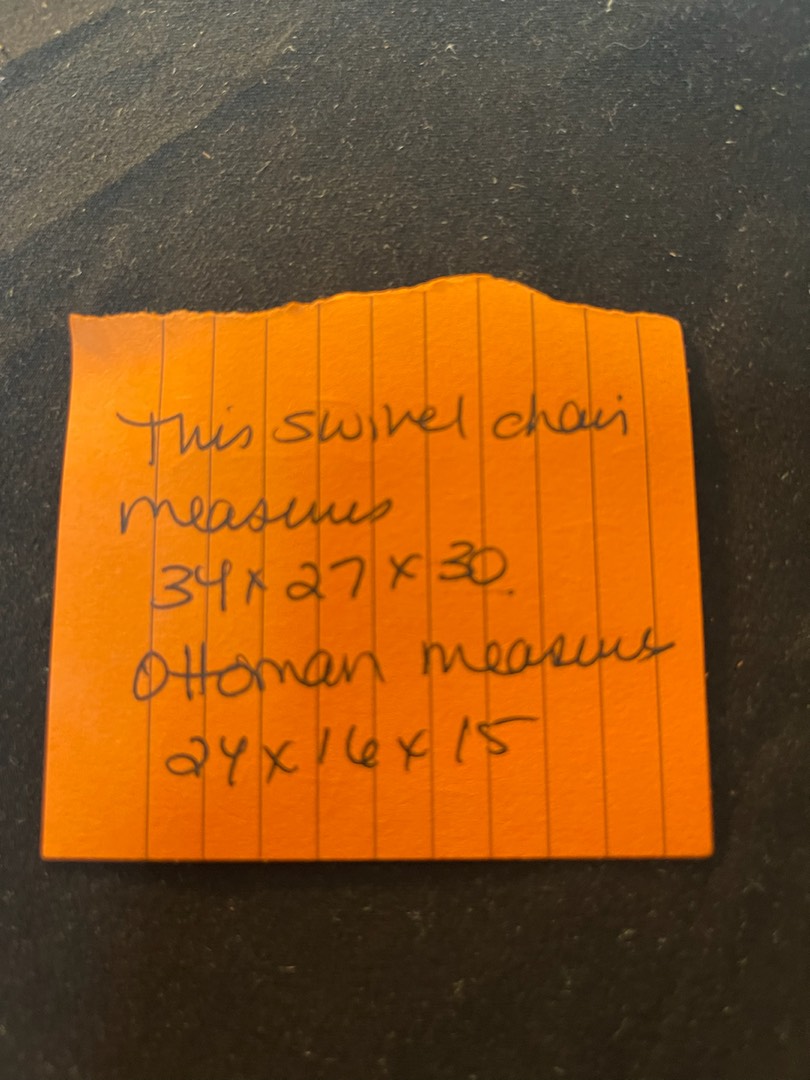 This swivel chair
measures
34 x 27 x 30.
Ottoman measures
24 x 16 x 15